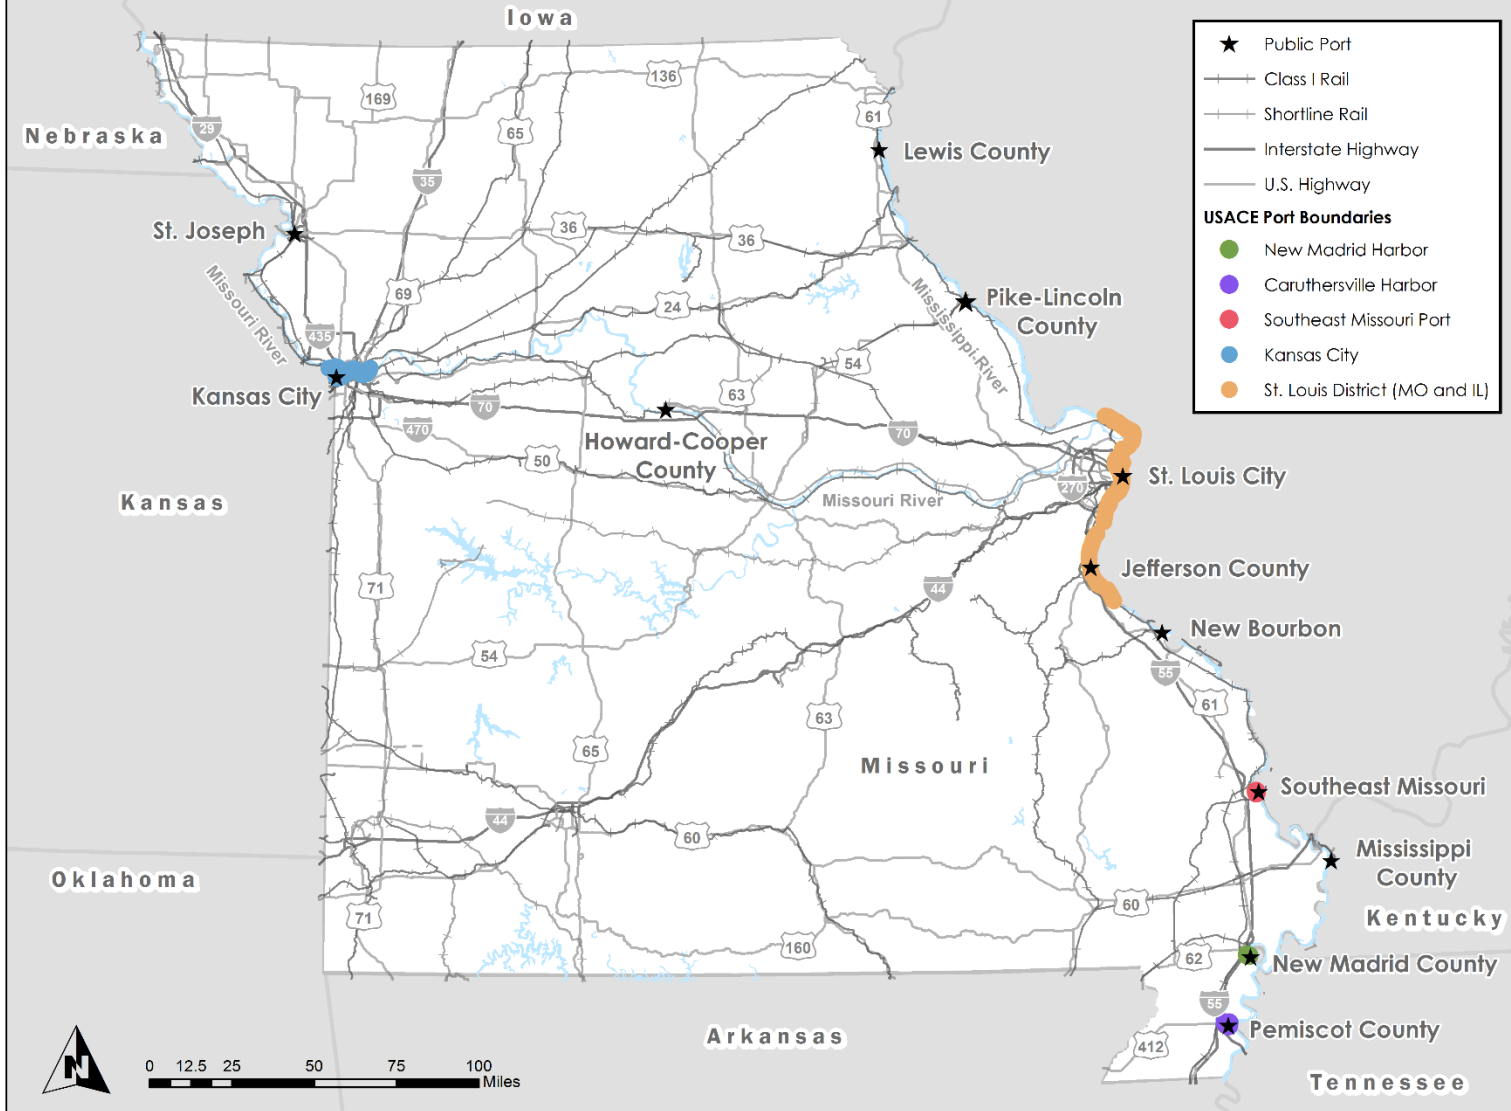 Iowa
Nebraska
Kansas
Oklahoma
Arkansas
Missouri
Kentucky
Tennessee
Public Port
Class I Rail
Shortline Rail
Interstate Highway
U.S. Highway
USACE Port Boundaries
New Madrid Harbor
Caruthersville Harbor
Southeast Missouri Port
Kansas City
St. Louis District (MO and IL)
136
169
29
65
35
61
Lewis County
St. Joseph
36
36
Missouri River
69
24
Mississippi River
Pike-Lincoln
County
435
54
Kansas City
70
63
470
Howard-Cooper
County
70
50
Missouri River
270
St. Louis City
Jefferson County
71
44
New Bourbon
54
55
61
63
65
Southeast Missouri
44
60
Mississippi
County
71
60
160
62
New Madrid County
55
Pemiscot County
412
N
0 12.5 25 50 75 100
Miles